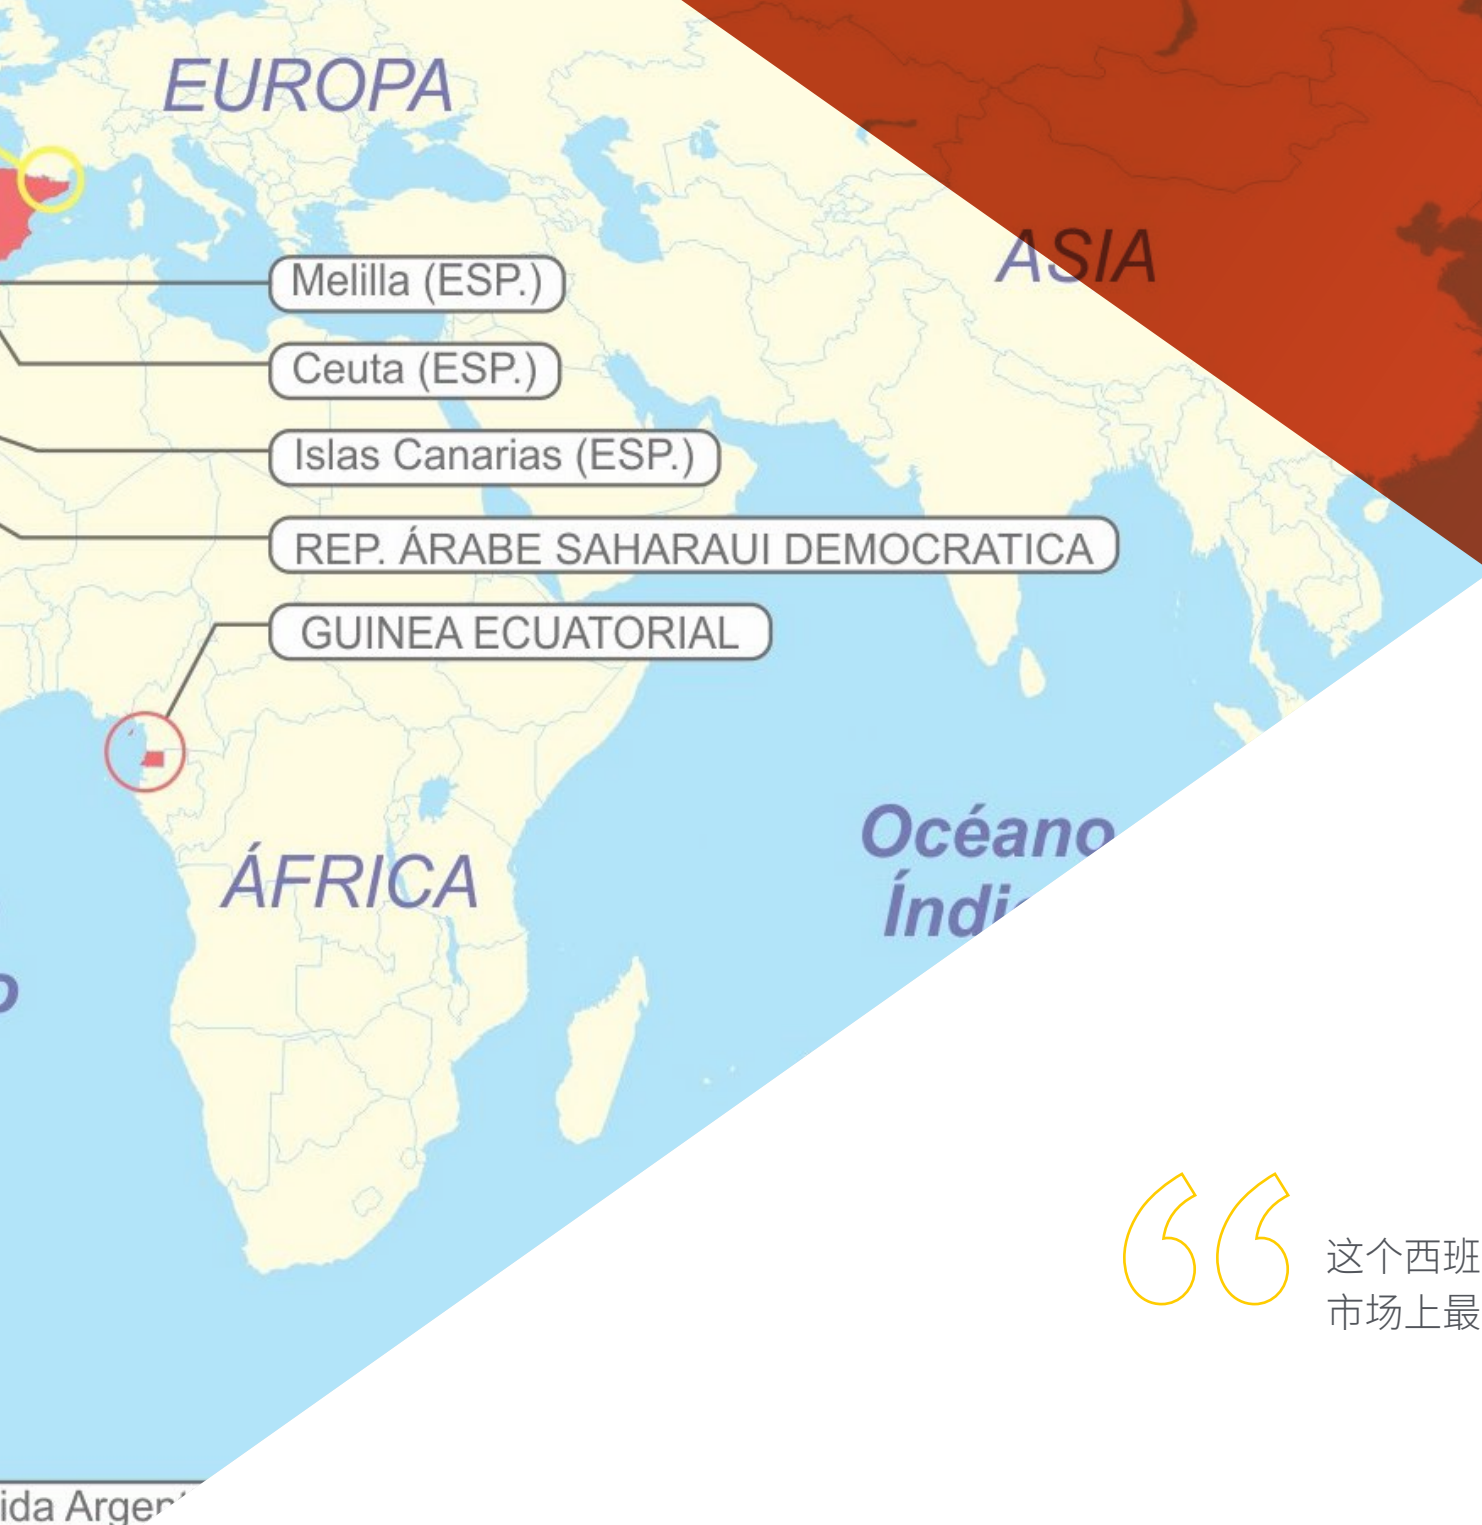 EUROPA
ASIA
Melilla (ESP.)
Ceuta (ESP.)
Islas Canarias (ESP.)
REP. ÁRABE SAHARAUI DEMOCRATICA
GUINEA ECUATORIAL
Océano
ÁFRICA
这个西班
市场上最
ida